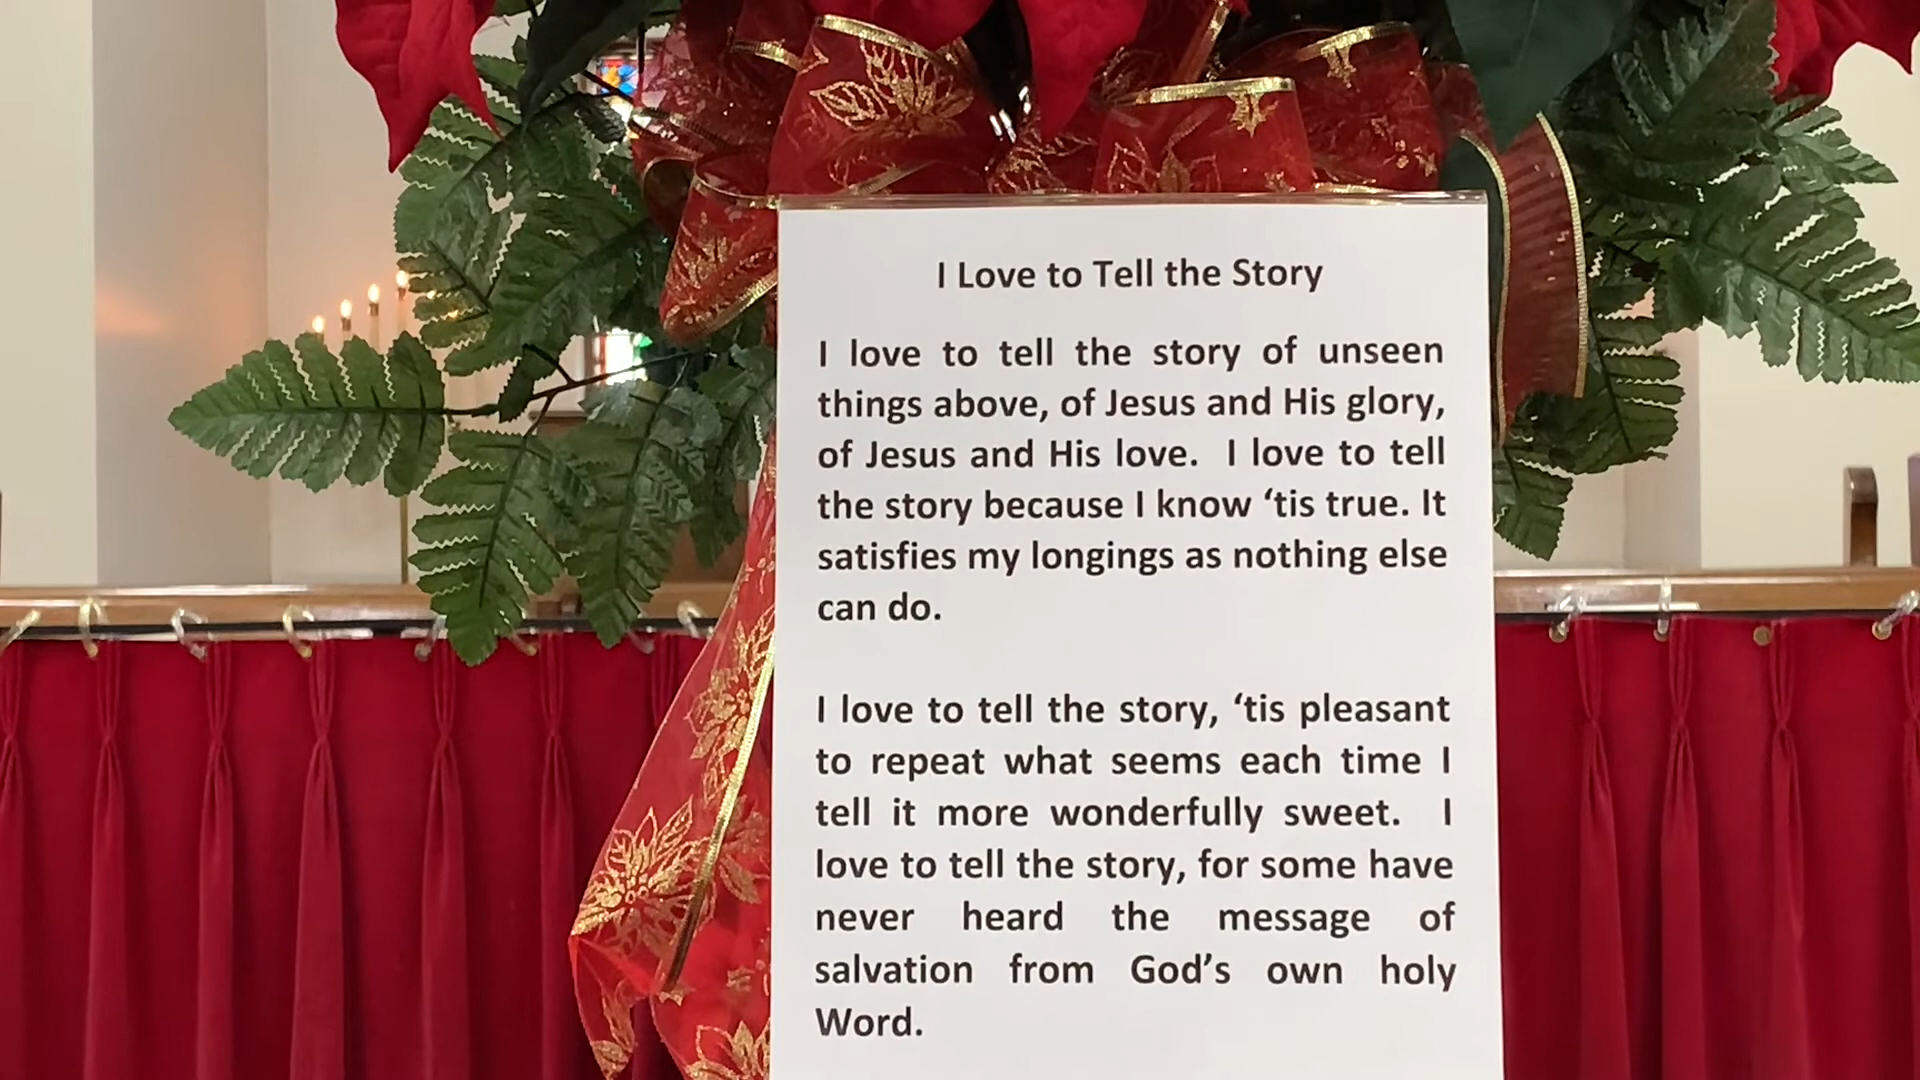 I Love to Tell the Story
I love to tell the story of unseen
things above, of Jesus and His glory,
of Jesus and His love. I love to tell
the story because I know ‘tis true. It
satisfies my longings as nothing else
can do.
I love to tell the story, ‘tis pleasant
to repeat what seems each time I
tell it more wonderfully sweet. I
love to tell the story, for some have
never heard the message of
salvation from God’s own holy
Word.